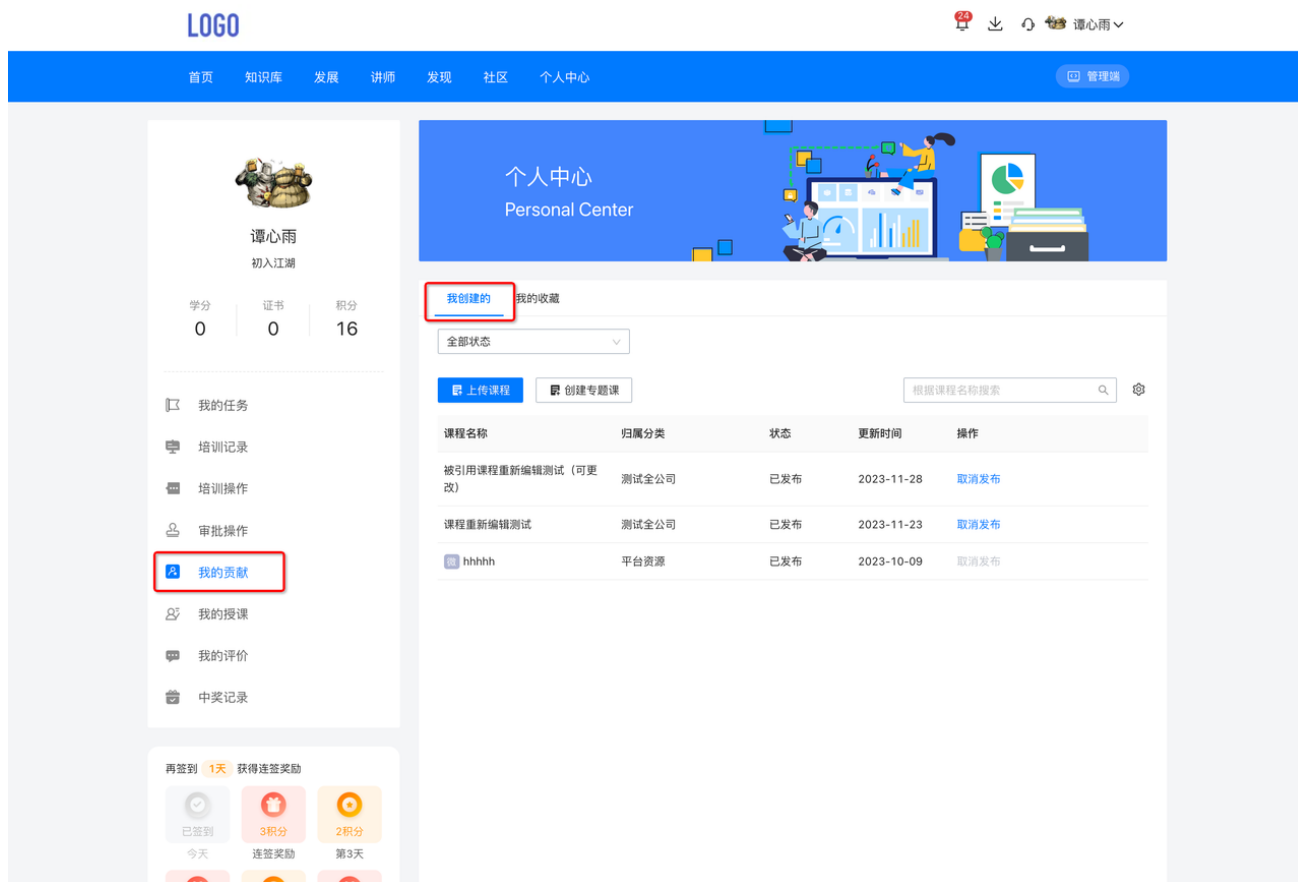 LOGO
24
谭心雨
首页 知识库 发展 讲师 发现 社区 个人中心 管理端
谭心雨
初入江湖
学分 证书 积分
0 0 16
我的任务
培训记录
培训操作
审批操作
我的贡献
我的授课
我的评价
中奖记录
再签到 1天 获得连签奖励
已签到 3积分 2积分
今天 连签奖励 第3天
个人中心
Personal Center
我创建的 我的收藏
全部状态
上传课程 创建专题课 根据课程名称搜索
课程名称 归属分类 状态 更新时间 操作
被引用课程重新编辑测试（可更
改） 测试全公司 已发布 2023-11-28 取消发布
课程重新编辑测试 测试全公司 已发布 2023-11-23 取消发布
微 hhhhh 平台资源 已发布 2023-10-09 取消发布